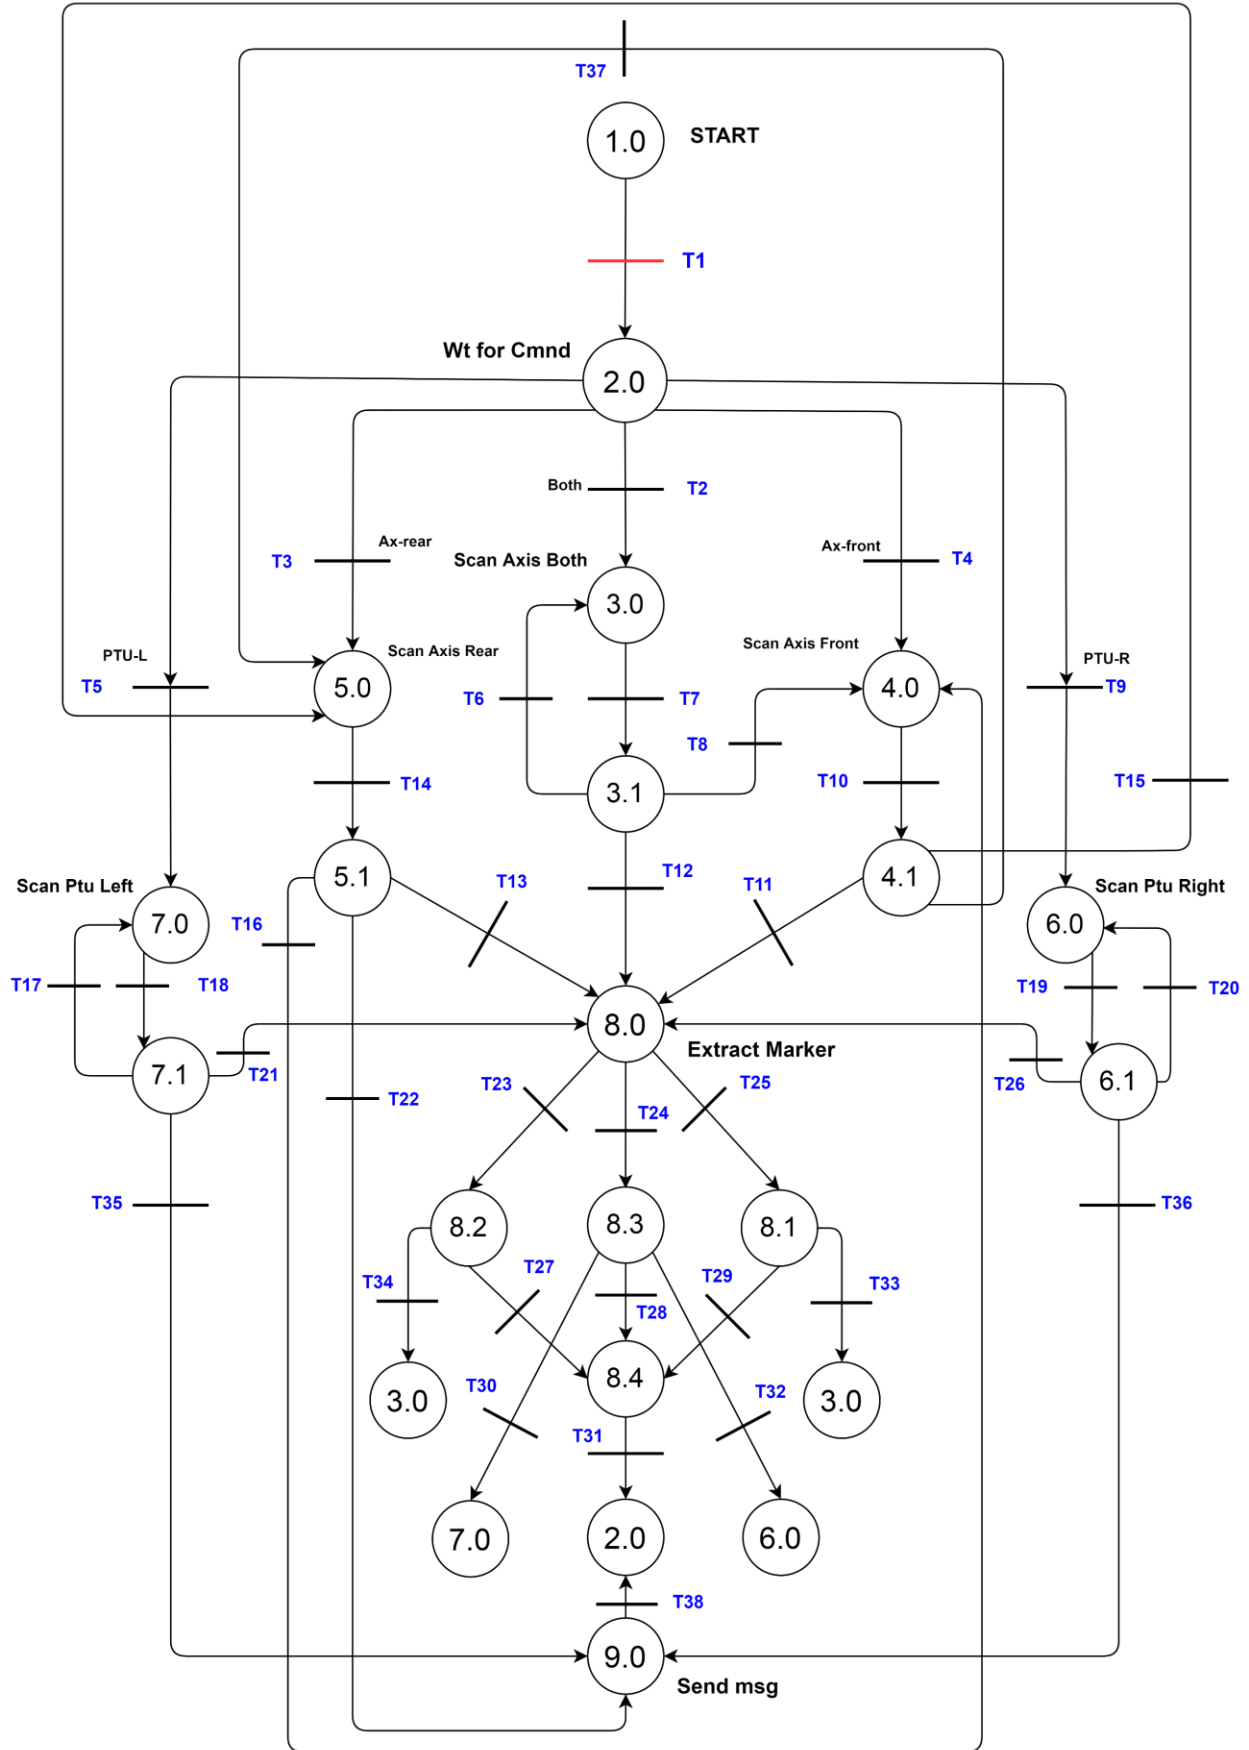 T37
1.0 START
T1
Wt for Cmnd
2.0
Both T2
Ax-rear
T3
Scan Axis Both
Ax-front
T4
3.0
Scan Axis Rear
Scan Axis Front
PTU-L
PTU-R
T5
5.0
T6
T7
4.0
T9
T8
T14
3.1
T10
T15
T12
5.1
T13
T11
4.1
Scan Ptu Left
Scan Ptu Right
7.0
T16
6.0
T17
T18
T19
T20
8.0
Extract Marker
7.1
T21
T26
6.1
T23
T25
T22
T24
T35
T36
8.2
8.3
8.1
T34
T27
T29
T33
T28
8.4
3.0
T30
T32
3.0
T31
7.0
2.0
6.0
T38
9.0
Send msg